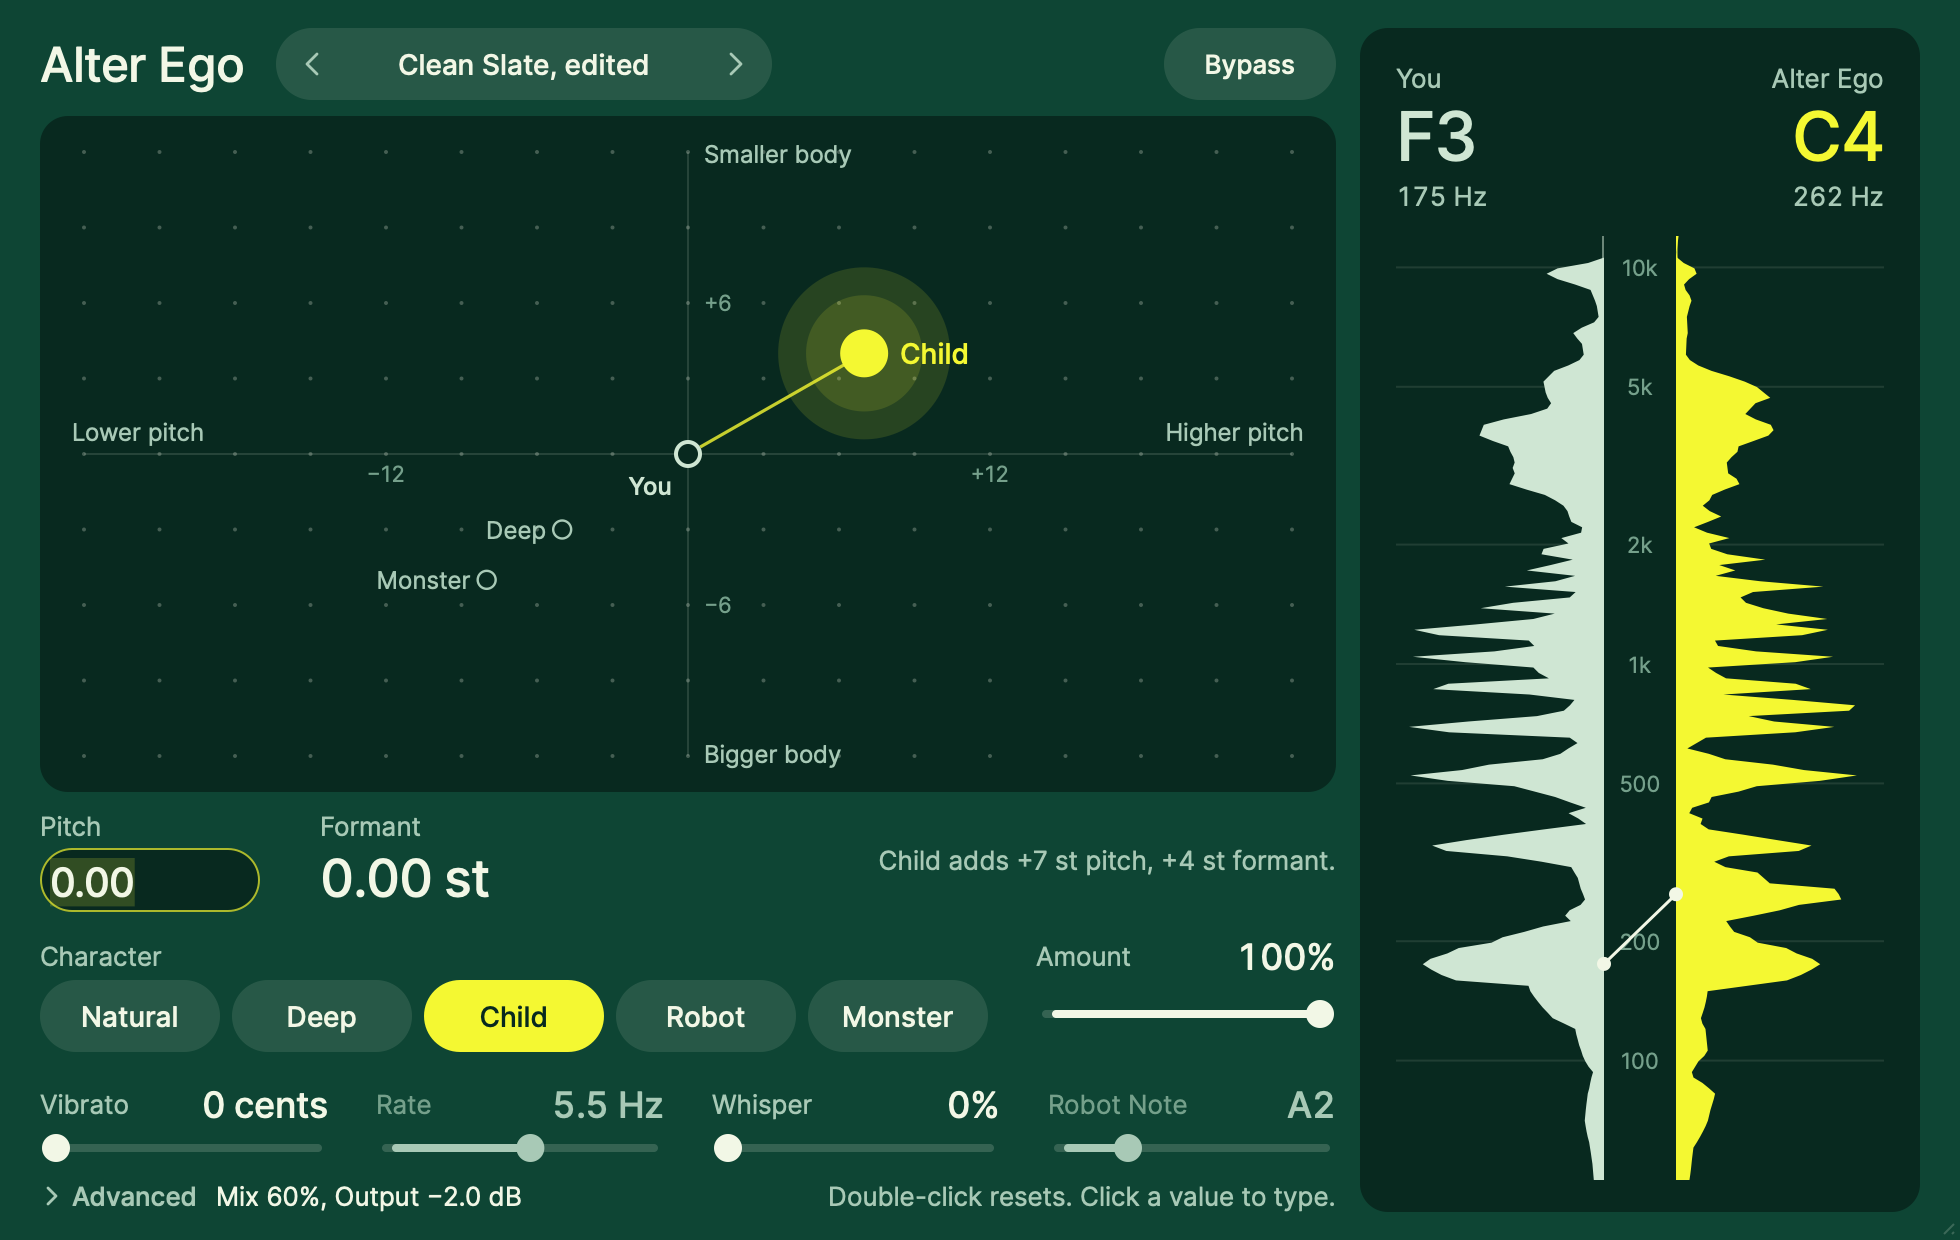 Alter Ego
Clean Slate, edited
Bypass
Smaller body
+6
Child
Lower pitch
Higher pitch
−12
+12
You
Deep
Monster
−6
Bigger body
Pitch
0.00
Formant
0.00 st
Child adds +7 st pitch, +4 st formant.
Character
Natural
Deep
Child
Robot
Monster
Amount
100%
Vibrato
0 cents
Rate
5.5 Hz
Whisper
0%
Robot Note
A2
Advanced
Mix 60%, Output −2.0 dB
Double-click resets. Click a value to type.
You
Alter Ego
F3
C4
175 Hz
262 Hz
10k
5k
2k
1k
500
200
100